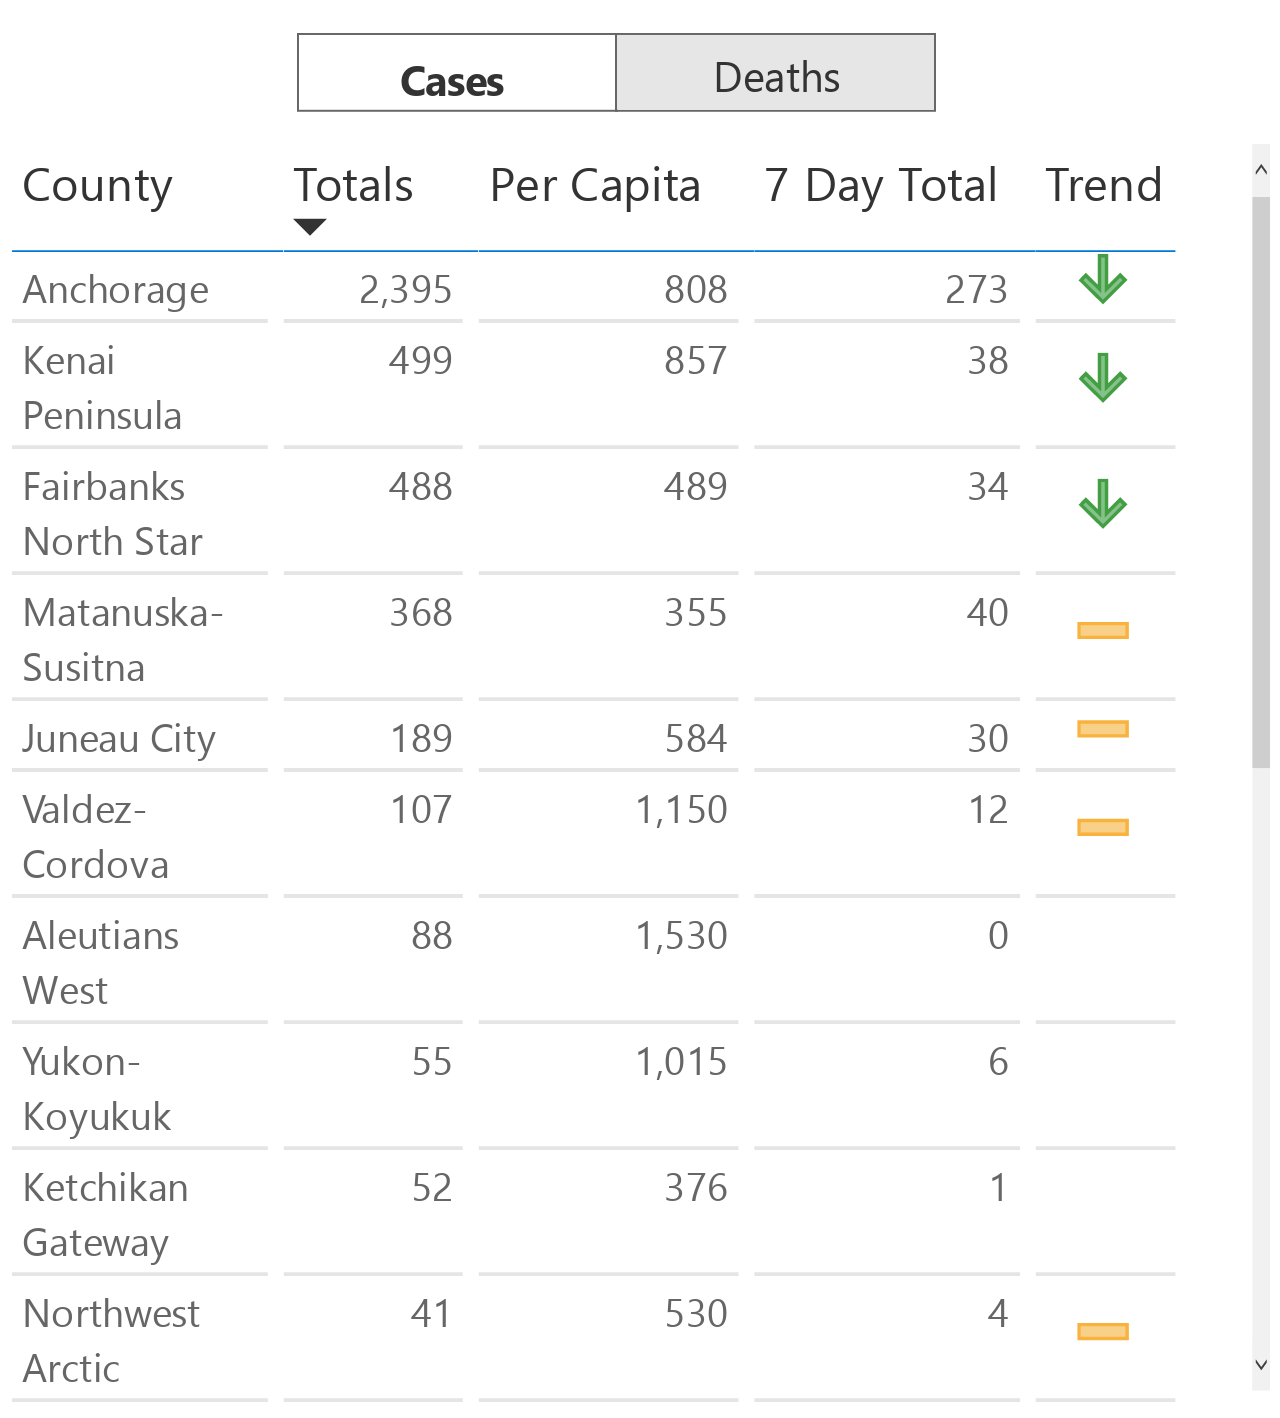 Cases Deaths
County Totals Per Capita 7 Day Total Trend
Anchorage 2,395 808 273
Kenai 499 857 38
Peninsula
Fairbanks 488 489 34
North Star
Matanuska- 368 355 40
Susitna
Juneau City 189 584 30
Valdez- 107 1,150 12
Cordova
Aleutians 88 1,530 0
West
Yukon- 55 1,015 6
Koyukuk
Ketchikan 52 376 1
Gateway
Northwest 41 530 4
Arctic